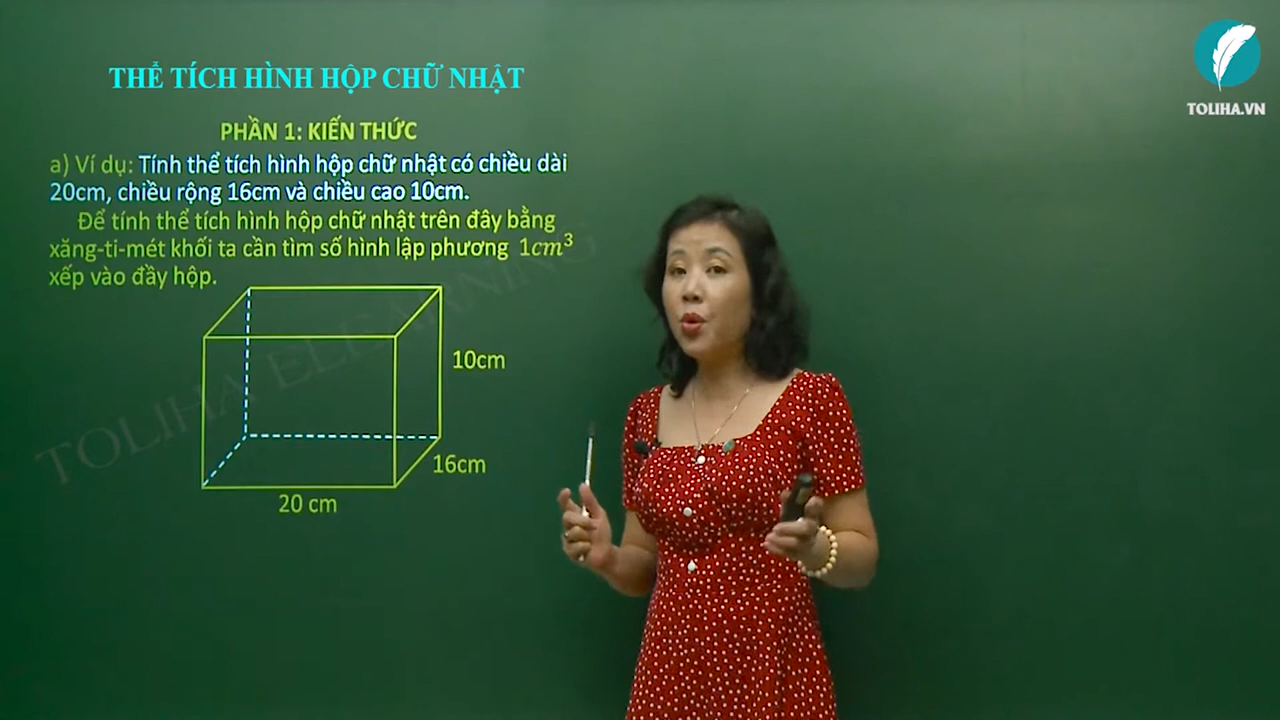 THỂ TÍCH HÌNH HỘP CHỮ NHẬT
PHẦN 1: KIẾN THỨC
a) Ví dụ: Tính thể tích hình hộp chữ nhật có chiều dài
20cm, chiều rộng 16cm và chiều cao 10cm.
Để tính thể tích hình hộp chữ nhật trên đây bằng
xăng-ti-mét khối ta cần tìm số hình lập phương 1cm³
xếp vào đầy hộp.
10cm
16cm
20 cm
TOLIHA ELEARNING
TOLIHA.VN